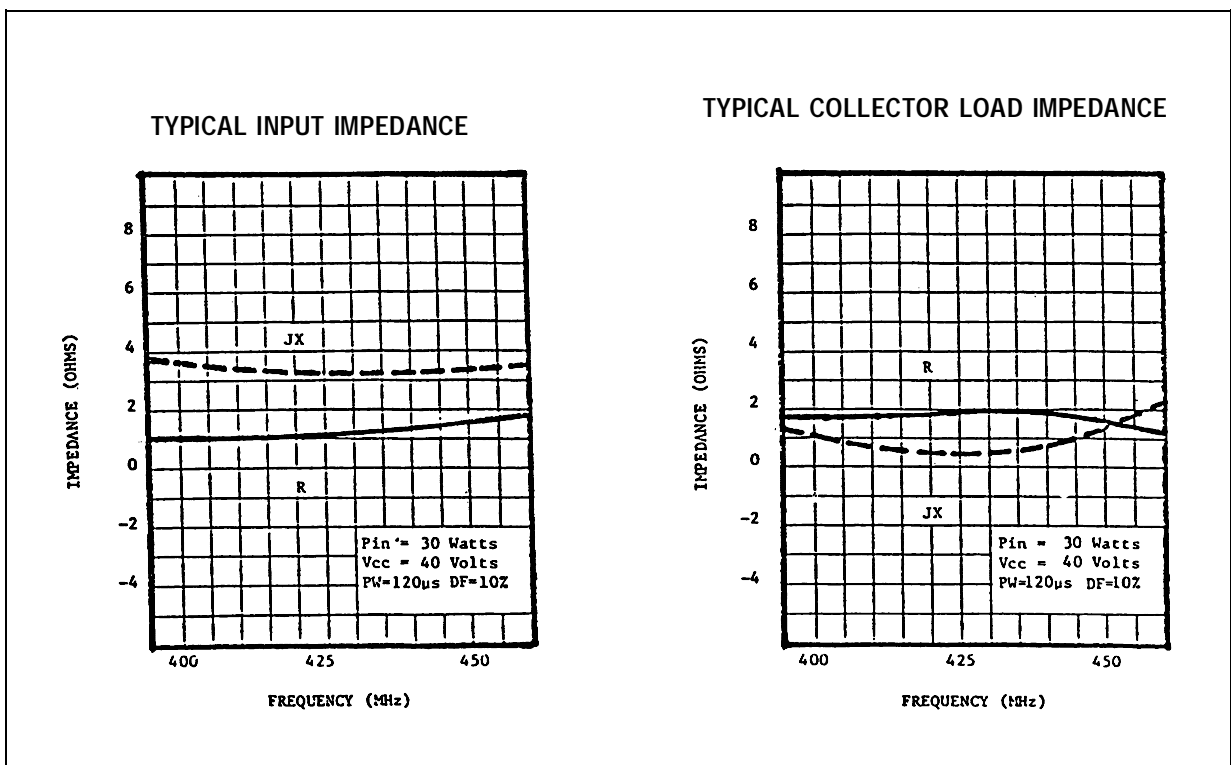 TYPICAL INPUT IMPEDANCE
8
6
4
2
0
-2
-4
IMPEDANCE (OHMS)
JX
R
Pin = 30 Watts
Vcc = 40 Volts
PW=120µs DF=10%
400 425 450
FREQUENCY (MHz)
TYPICAL COLLECTOR LOAD IMPEDANCE
8
6
4
2
0
-2
-4
IMPEDANCE (OHMS)
R
JX
Pin = 30 Watts
Vcc = 40 Volts
PW=120µs DF=10%
400 425 450
FREQUENCY (MHz)